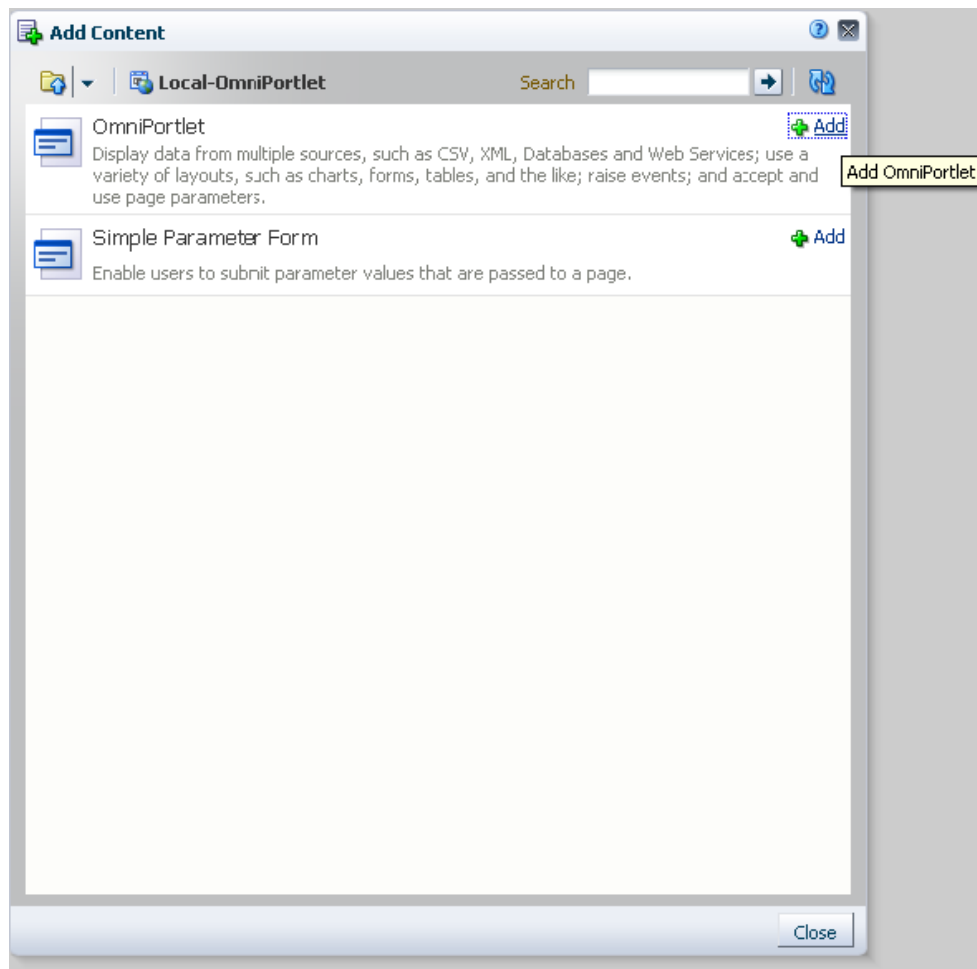 Add Content
Local-OmniPortlet
Search
OmniPortlet
Add
Display data from multiple sources, such as CSV, XML, Databases and Web Services; use a
variety of layouts, such as charts, forms, tables, and the like; raise events; and accept and
use page parameters.
Add OmniPortlet
Simple Parameter Form
Add
Enable users to submit parameter values that are passed to a page.
Close